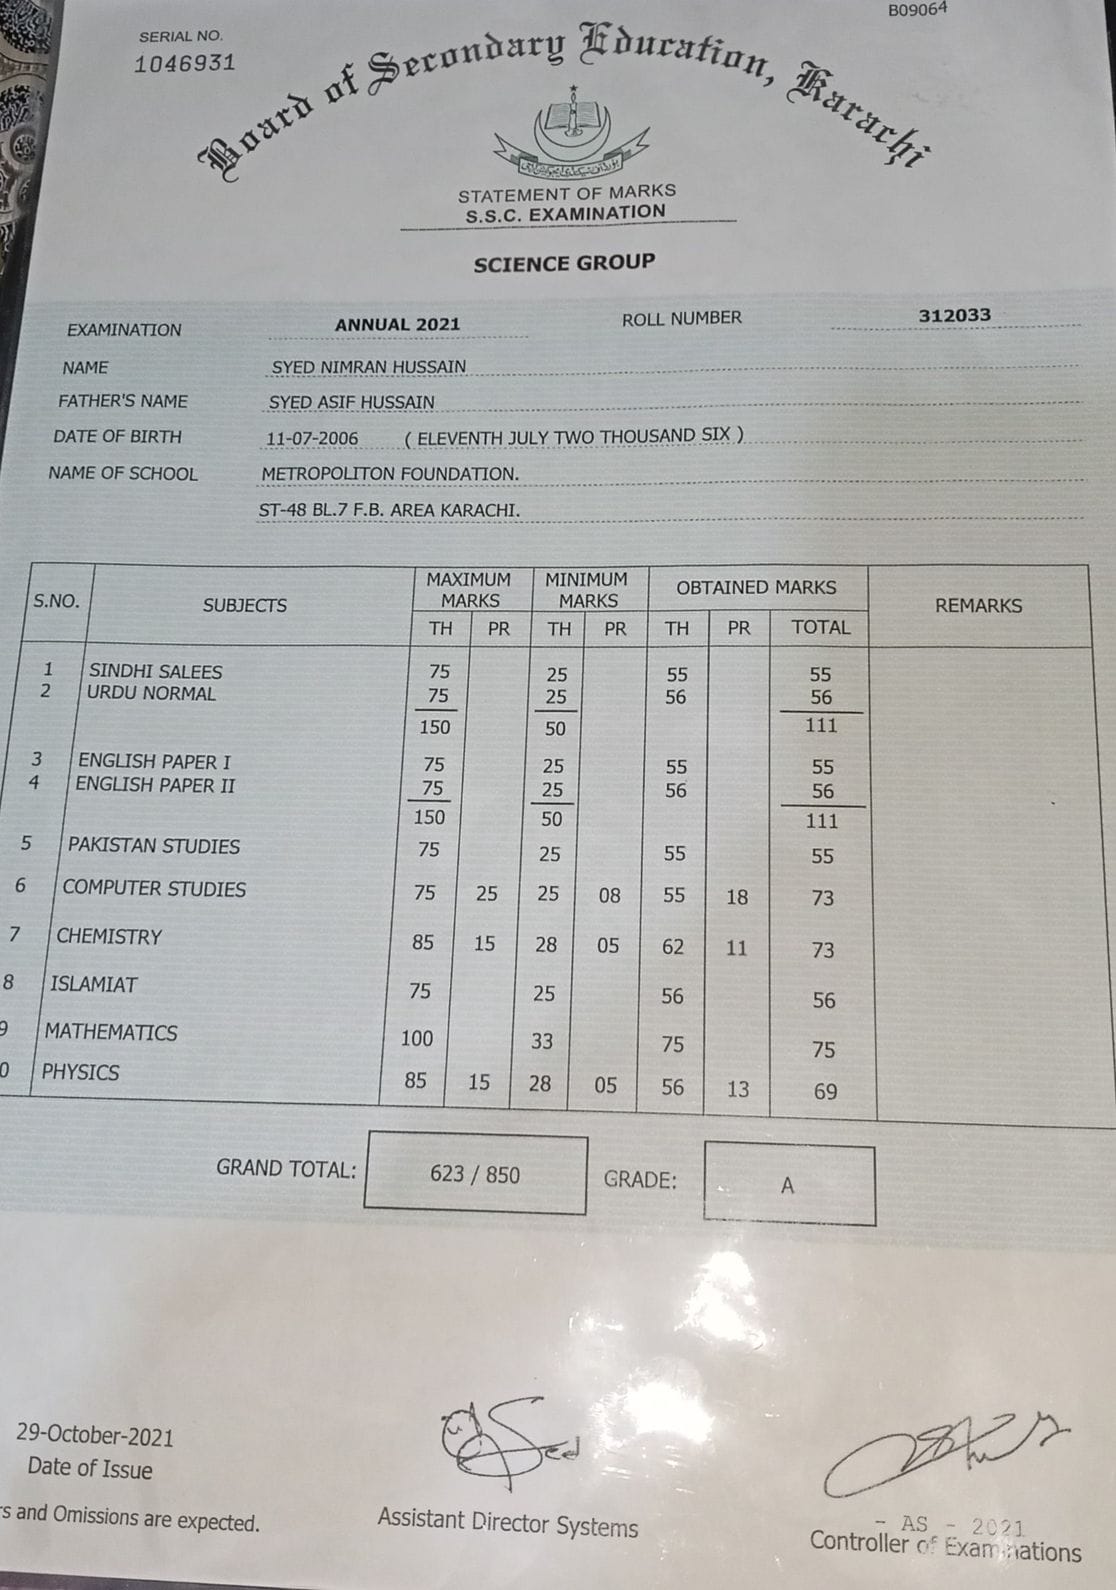 B09064
SERIAL NO.
1046931
Board of Secondary Education, Karachi
STATEMENT OF MARKS
S.S.C. EXAMINATION
SCIENCE GROUP
EXAMINATION ANNUAL 2021 ROLL NUMBER 312033
NAME SYED NIMRAN HUSSAIN
FATHER'S NAME SYED ASIF HUSSAIN
DATE OF BIRTH 11-07-2006 ( ELEVENTH JULY TWO THOUSAND SIX )
NAME OF SCHOOL METROPOLITON FOUNDATION.
ST-48 BL.7 F.B. AREA KARACHI.
S.NO. SUBJECTS MAXIMUM MARKS MINIMUM MARKS OBTAINED MARKS REMARKS
TH PR TH PR TH PR TOTAL
1 SINDHI SALEES 75 25 55 55
2 URDU NORMAL 75 25 56 56
150 50 111
3 ENGLISH PAPER I 75 25 55 55
4 ENGLISH PAPER II 75 25 56 56
150 50 111
5 PAKISTAN STUDIES 75 25 55 55
6 COMPUTER STUDIES 75 25 25 08 55 18 73
7 CHEMISTRY 85 15 28 05 62 11 73
8 ISLAMIAT 75 25 56 56
9 MATHEMATICS 100 33 75 75
0 PHYSICS 85 15 28 05 56 13 69
GRAND TOTAL: 623 / 850 GRADE: A
29-October-2021
Date of Issue
s and Omissions are expected.
Assistant Director Systems
- AS - 2021
Controller of Examinations